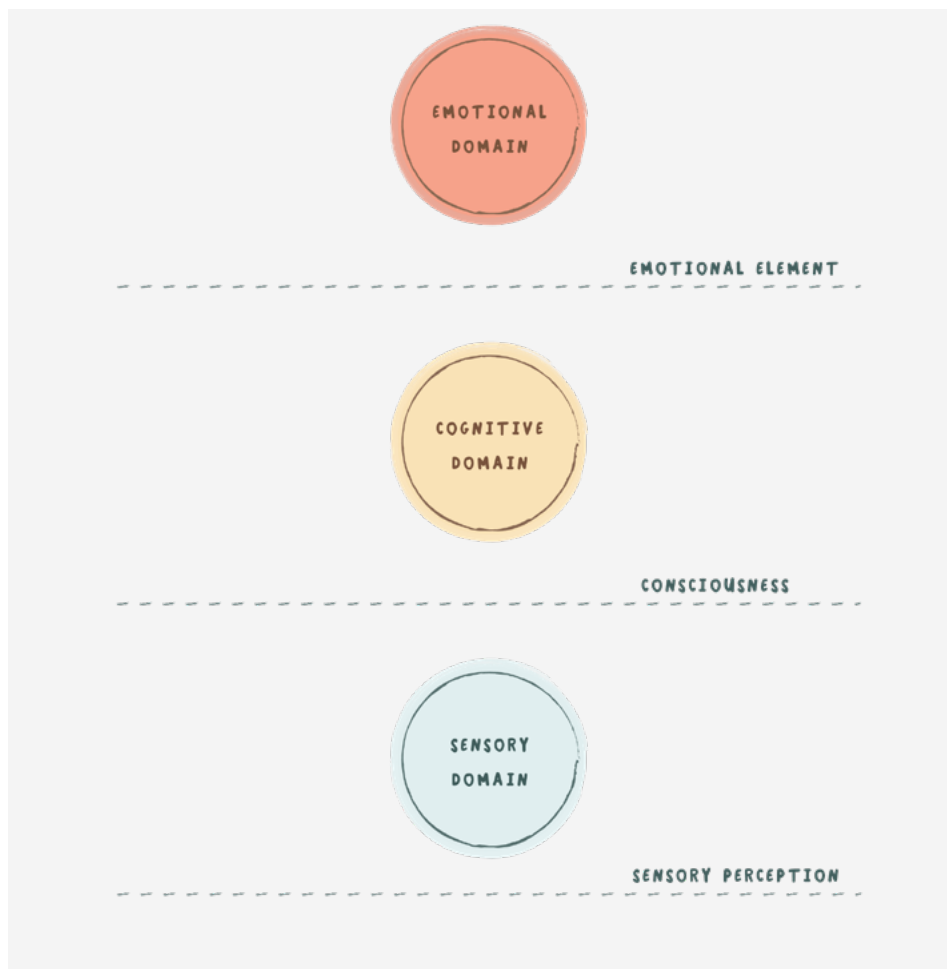 EMOTIONAL
DOMAIN
EMOTIONAL ELEMENT
COGNITIVE
DOMAIN
CONSCIOUSNESS
SENSORY
DOMAIN
SENSORY PERCEPTION